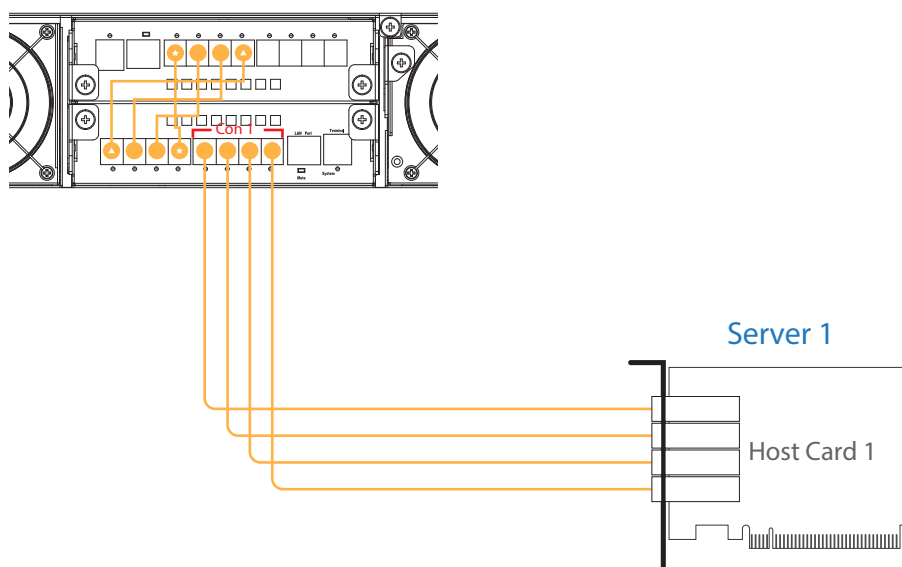 Con 1
LAN Port
Terminal
Mute
System
Server 1
Host Card 1